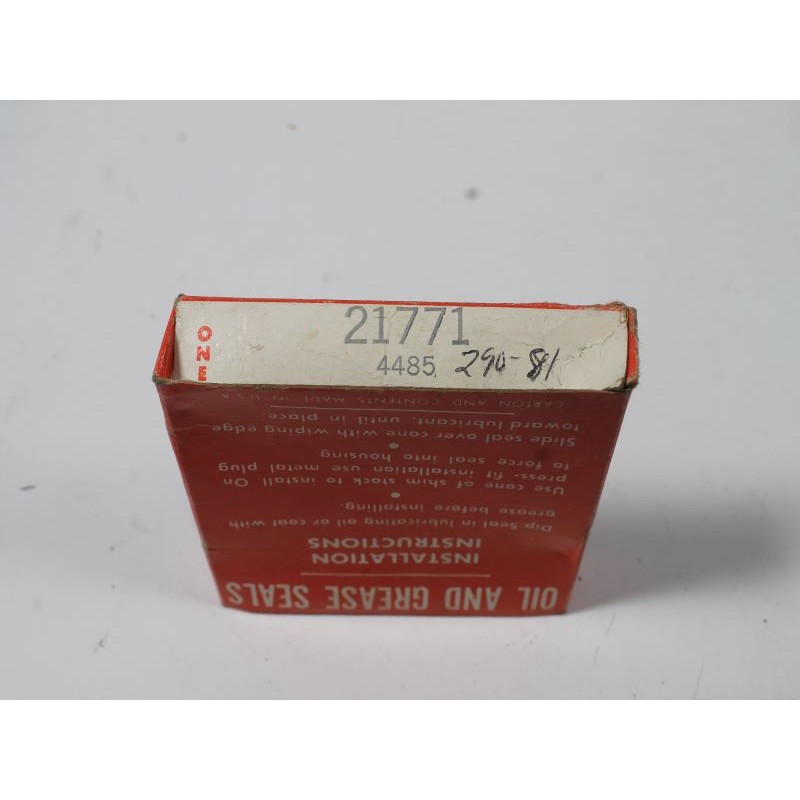 ONE
21771
4485 290-81
OIL AND GREASE SEALS
INSTALLATION
INSTRUCTIONS
Dip Seal in lubricating oil or coat with
grease before installing.
•
Use cone of shim stock to install On
press-fit installation use metal plug
to force seal into housing
•
Slide seal over cone with wiping edge
toward lubricant, until in place
CARTON AND CONTENTS MADE IN U.S.A.